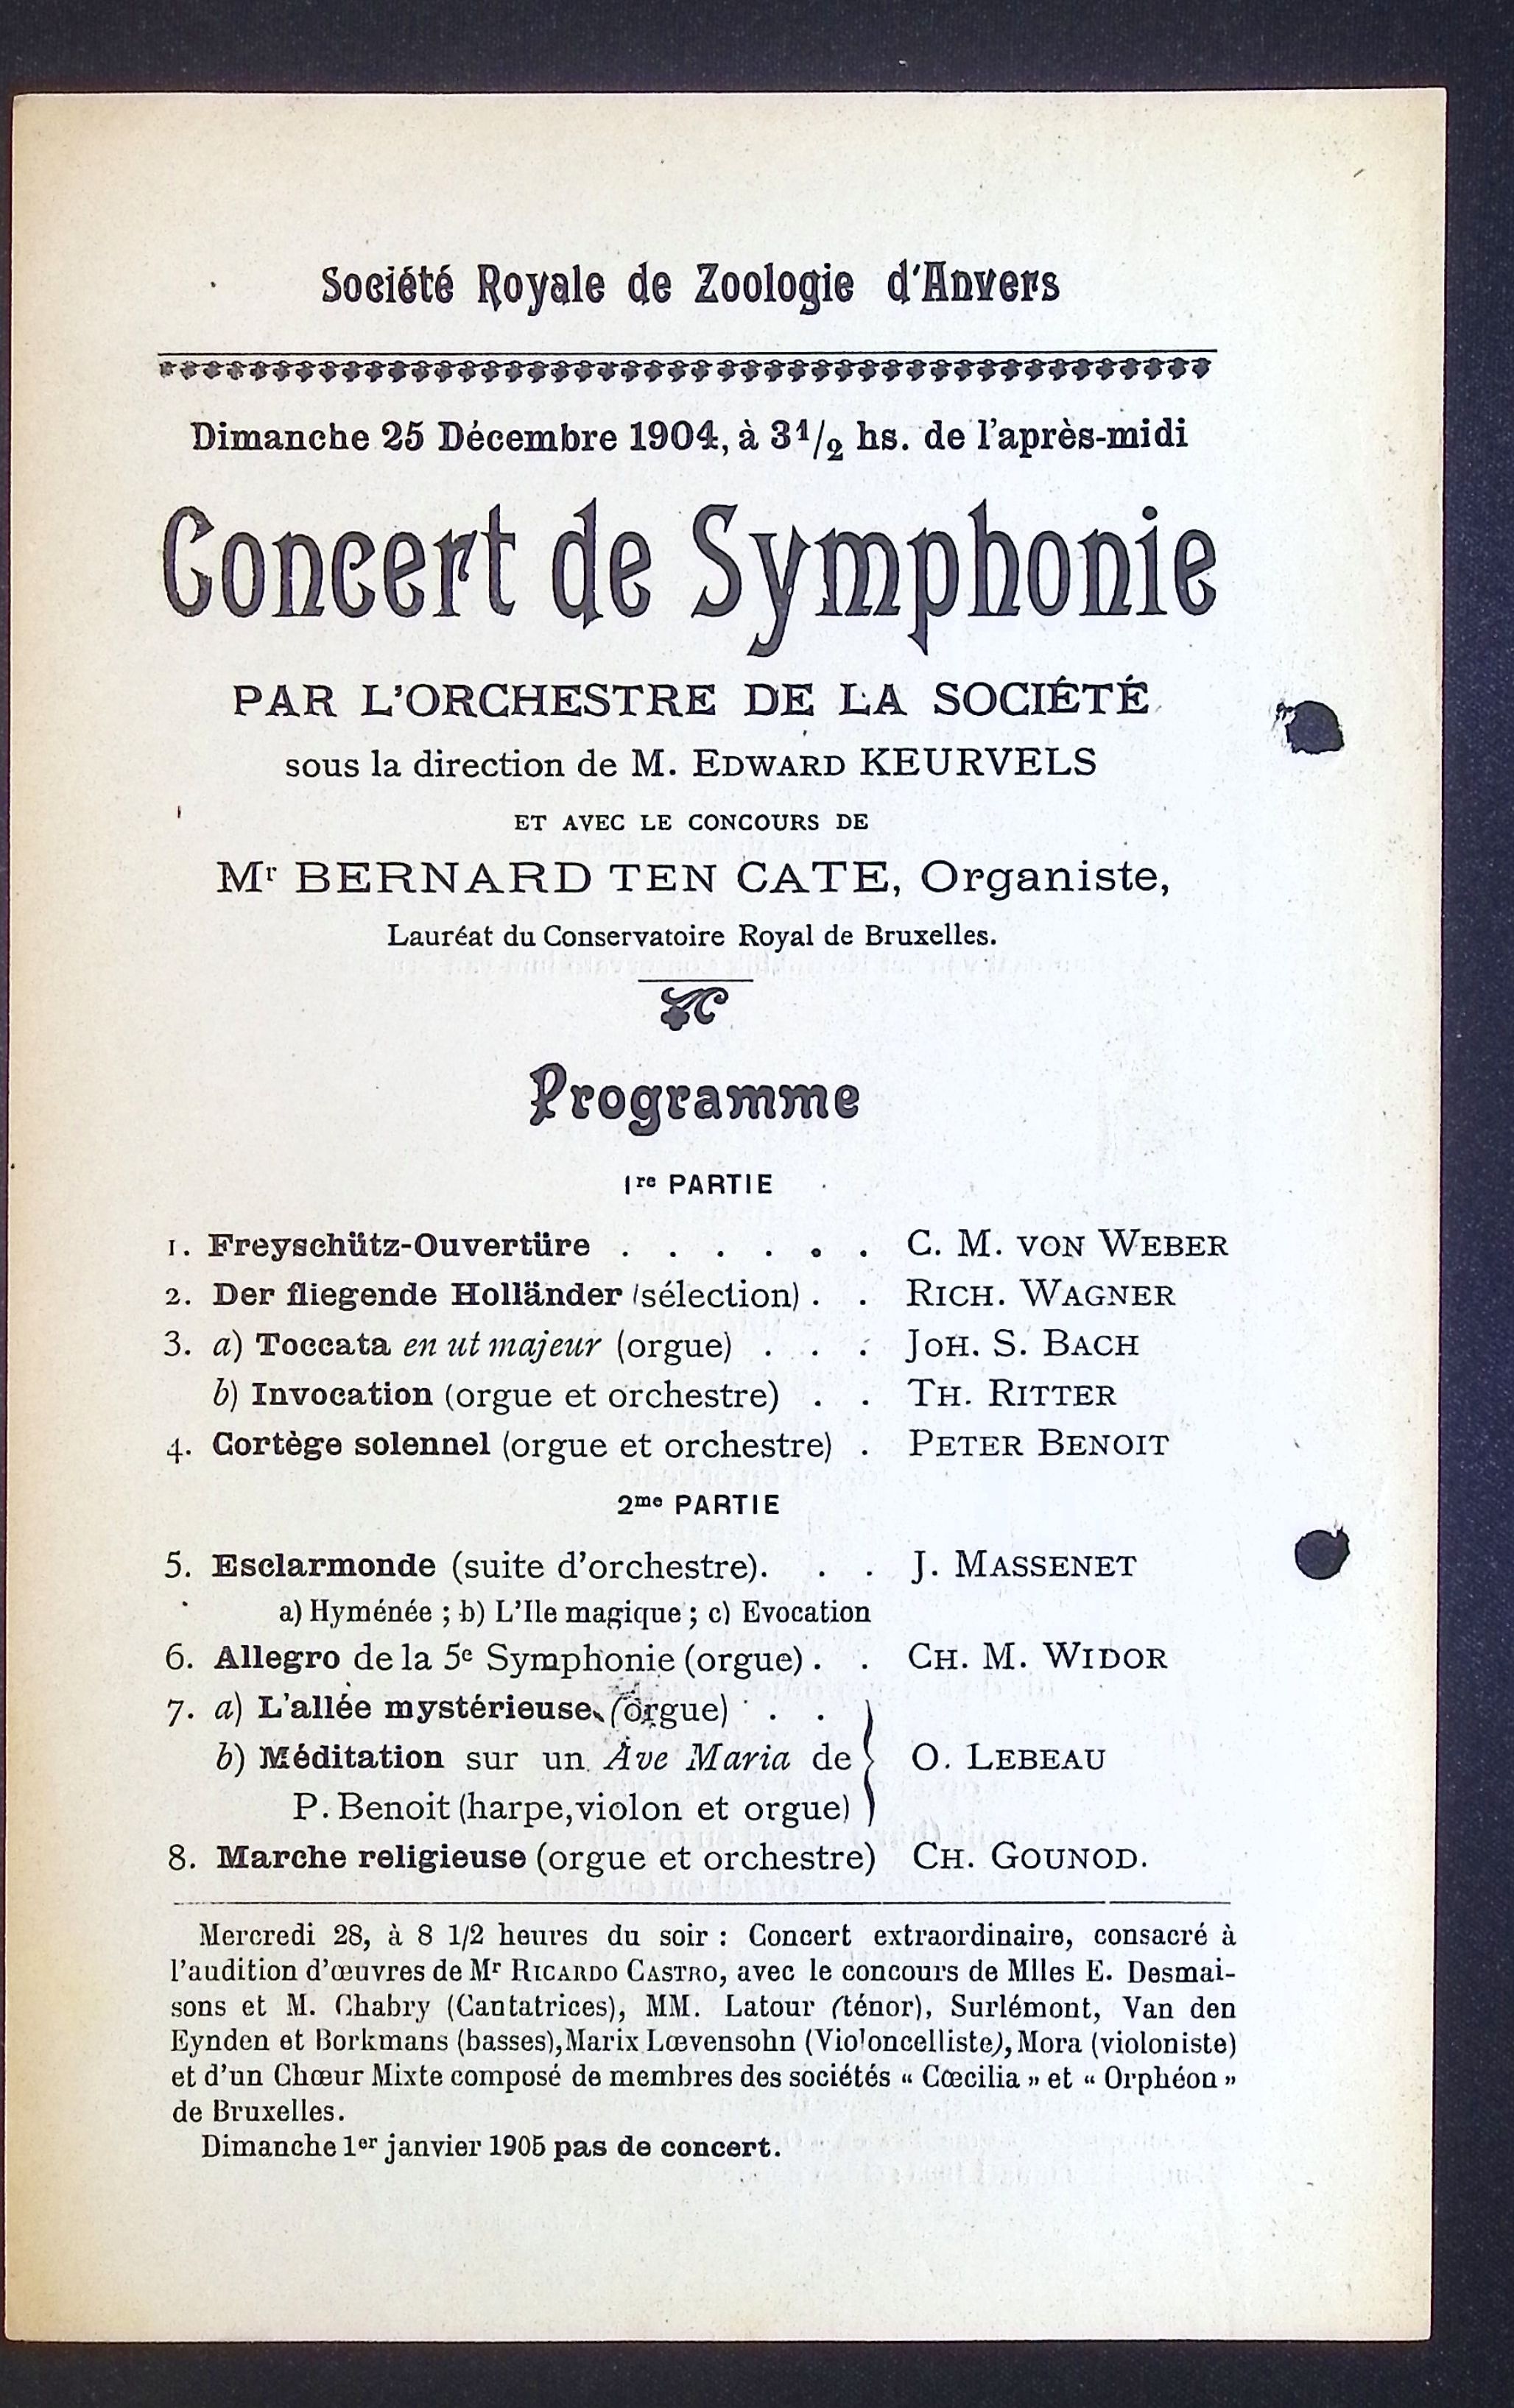 Société Royale de Zoologie d'Anvers
Dimanche 25 Décembre 1904, à 3 1/2 hs. de l'après-midi
Concert de Symphonie
PAR L'ORCHESTRE DE LA SOCIÉTÉ
sous la direction de M. EDWARD KEURVELS
ET AVEC LE CONCOURS DE
Mr BERNARD TEN CATE, Organiste,
Lauréat du Conservatoire Royal de Bruxelles.
Programme
1re PARTIE
1. Freyschütz-Ouvertüre . . . . . . C. M. VON WEBER
2. Der fliegende Holländer (sélection) . . RICH. WAGNER
3. a) Toccata en ut majeur (orgue) . . . JOH. S. BACH
b) Invocation (orgue et orchestre) . . TH. RITTER
4. Cortège solennel (orgue et orchestre) . PETER BENOIT
2me PARTIE
5. Esclarmonde (suite d'orchestre). . . J. MASSENET
a) Hyménée ; b) L'Ile magique ; c) Evocation
6. Allegro de la 5e Symphonie (orgue) . . CH. M. WIDOR
7. a) L'allée mystérieuse (orgue) . .
b) Méditation sur un Ave Maria de } O. LEBEAU
P. Benoit (harpe, violon et orgue)
8. Marche religieuse (orgue et orchestre) CH. GOUNOD.
Mercredi 28, à 8 1/2 heures du soir : Concert extraordinaire, consacré à
l'audition d'œuvres de Mr RICARDO CASTRO, avec le concours de Mlles E. Desmai-
sons et M. Chabry (Cantatrices), MM. Latour (ténor), Surlémont, Van den
Eynden et Borkmans (basses), Marix Lœvensohn (Violoncelliste), Mora (violoniste)
et d'un Chœur Mixte composé de membres des sociétés « Cœcilia » et « Orphéon »
de Bruxelles.
Dimanche 1er janvier 1905 pas de concert.